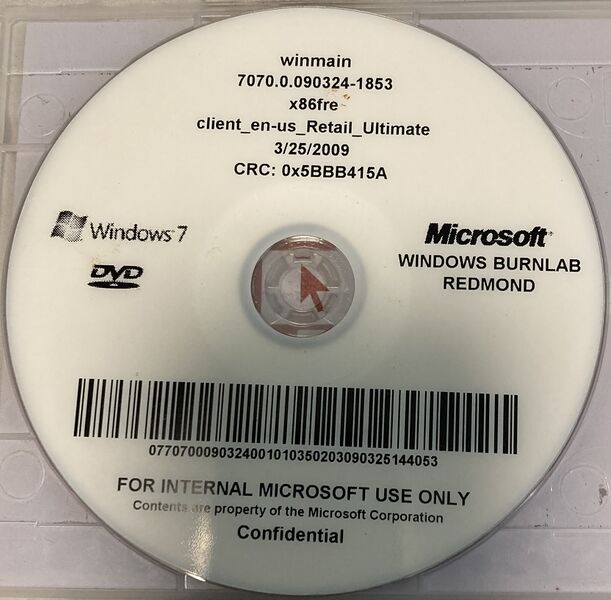 winmain
7070.0.090324-1853
x86fre
client_en-us_Retail_Ultimate
3/25/2009
CRC: 0x5BBB415A
Windows 7
DVD
Microsoft
WINDOWS BURNLAB
REDMOND
07707000903240010103502030903251440​53
FOR INTERNAL MICROSOFT USE ONLY
Contents are property of the Microsoft Corporation
Confidential